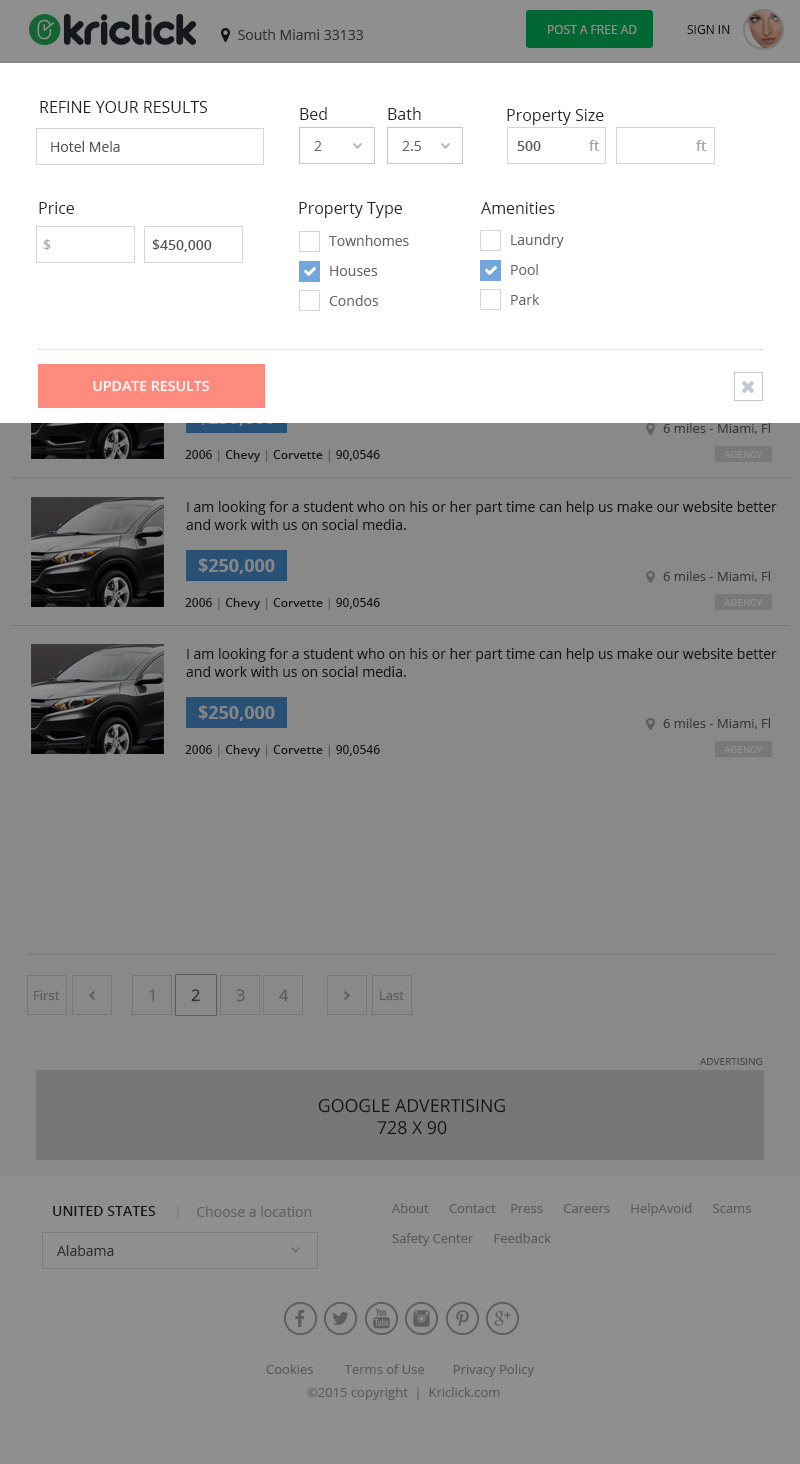 kriclick
South Miami 33133
POST A FREE AD
SIGN IN
REFINE YOUR RESULTS
Hotel Mela
Bed
2
Bath
2.5
Property Size
500 ft
ft
Price
$
$450,000
Property Type
Townhomes
Houses
Condos
Amenities
Laundry
Pool
Park
UPDATE RESULTS
6 miles - Miami, Fl
2006 | Chevy | Corvette | 90,0546
AGENCY
I am looking for a student who on his or her part time can help us make our website better
and work with us on social media.
$250,000
6 miles - Miami, Fl
2006 | Chevy | Corvette | 90,0546
AGENCY
I am looking for a student who on his or her part time can help us make our website better
and work with us on social media.
$250,000
6 miles - Miami, Fl
2006 | Chevy | Corvette | 90,0546
AGENCY
First < 1 2 3 4 > Last
ADVERTISING
GOOGLE ADVERTISING
728 X 90
UNITED STATES | Choose a location
Alabama
About Contact Press Careers HelpAvoid Scams
Safety Center Feedback
You Tube
g+
Cookies Terms of Use Privacy Policy
©2015 copyright | Kriclick.com